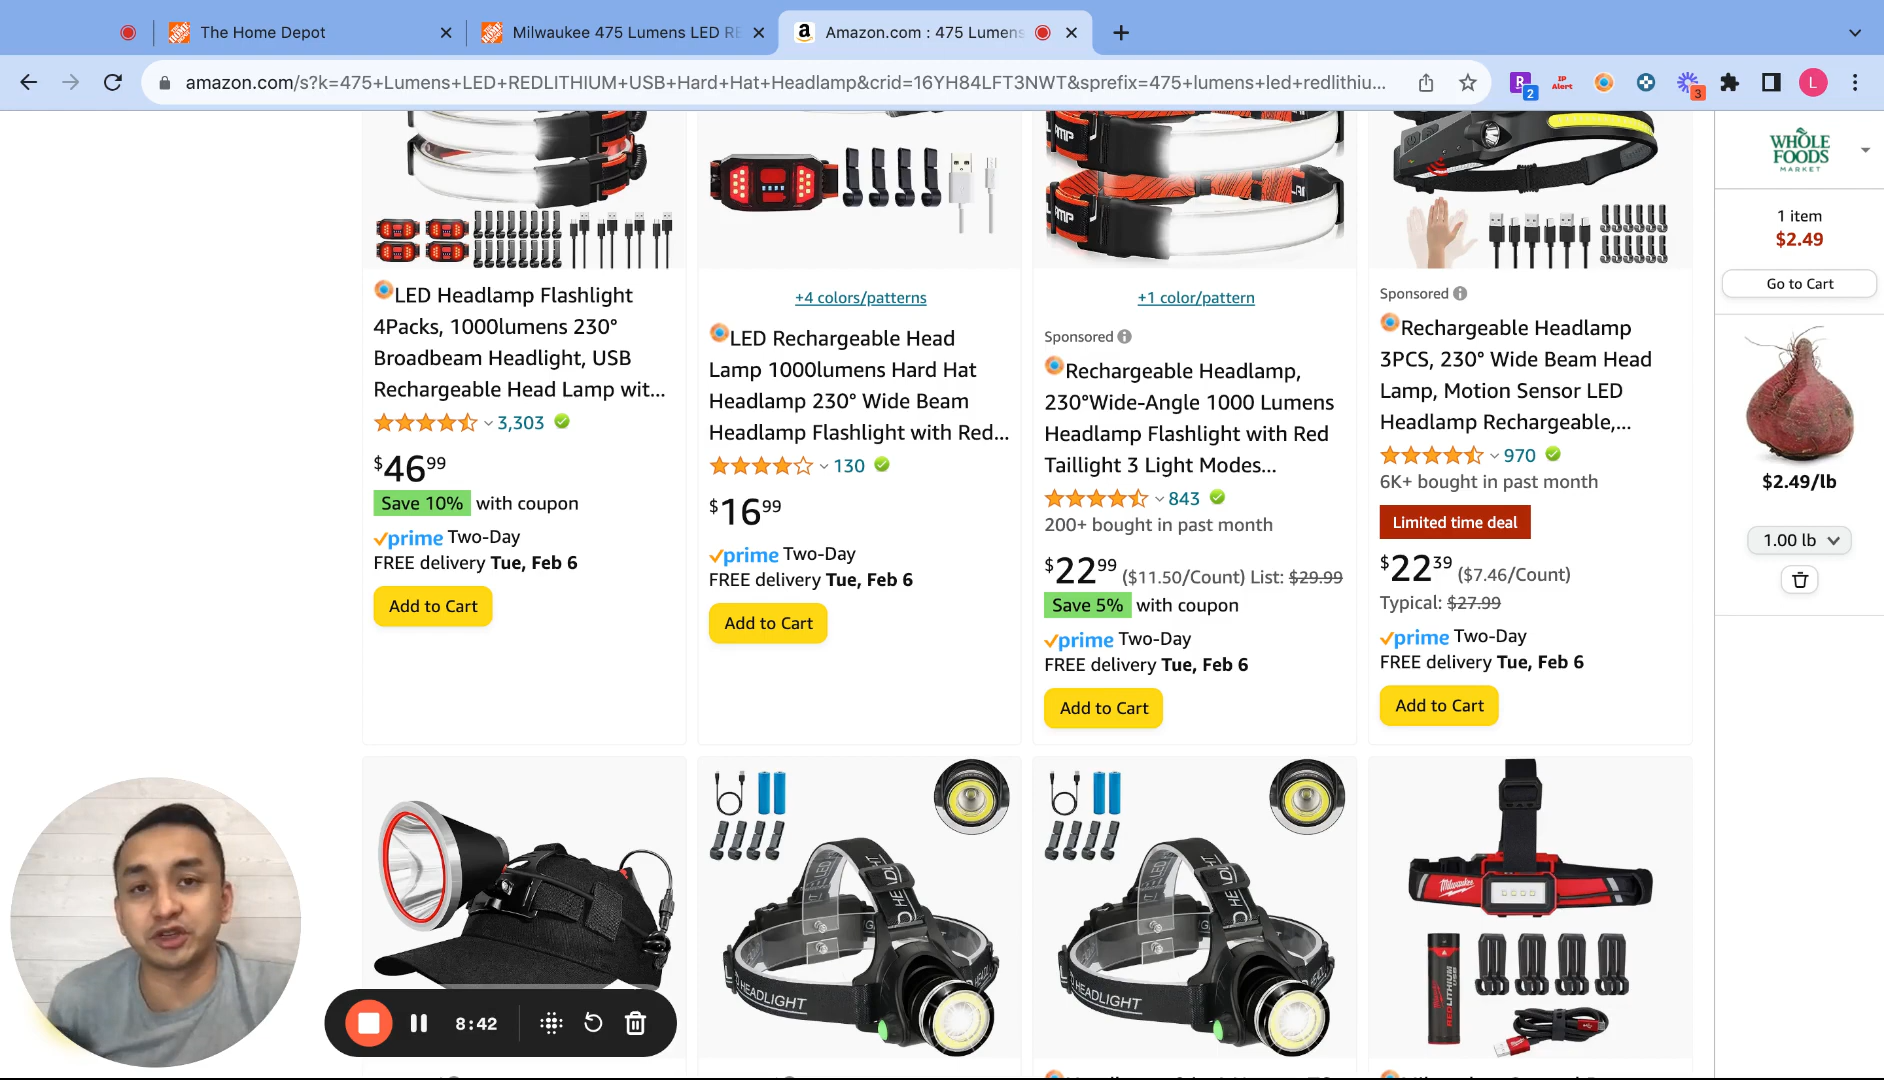 The Home Depot
Milwaukee 475 Lumens LED RE
Amazon.com : 475 Lumens
amazon.com/s?k=475+Lumens+LED+REDLITHIUM+USB+Hard+Hat+Headlamp&crid=16YH84LFT3NWT&sprefix=475+lumens+led+redlithiu...
2
IP Alert
3
L
WHOLE
FOODS
MARKET
1 item
$2.49
Go to Cart
$2.49/lb
1.00 lb
LED Headlamp Flashlight
4Packs, 1000lumens 230°
Broadbeam Headlight, USB
Rechargeable Head Lamp wit...
3,303
$46 99
Save 10% with coupon
prime Two-Day
FREE delivery Tue, Feb 6
Add to Cart
+4 colors/patterns
LED Rechargeable Head
Lamp 1000lumens Hard Hat
Headlamp 230° Wide Beam
Headlamp Flashlight with Red...
130
$16 99
prime Two-Day
FREE delivery Tue, Feb 6
Add to Cart
+1 color/pattern
Sponsored
Rechargeable Headlamp,
230°Wide-Angle 1000 Lumens
Headlamp Flashlight with Red
Taillight 3 Light Modes...
843
200+ bought in past month
$22 99 ($11.50/Count) List: $29.99
Save 5% with coupon
prime Two-Day
FREE delivery Tue, Feb 6
Add to Cart
Sponsored
Rechargeable Headlamp
3PCS, 230° Wide Beam Head
Lamp, Motion Sensor LED
Headlamp Rechargeable,...
970
6K+ bought in past month
Limited time deal
$22 39 ($7.46/Count)
Typical: $27.99
prime Two-Day
FREE delivery Tue, Feb 6
Add to Cart
HEADLIGHT
HEADLIGHT
Milwaukee
REDLITHIUM
USB
8:42